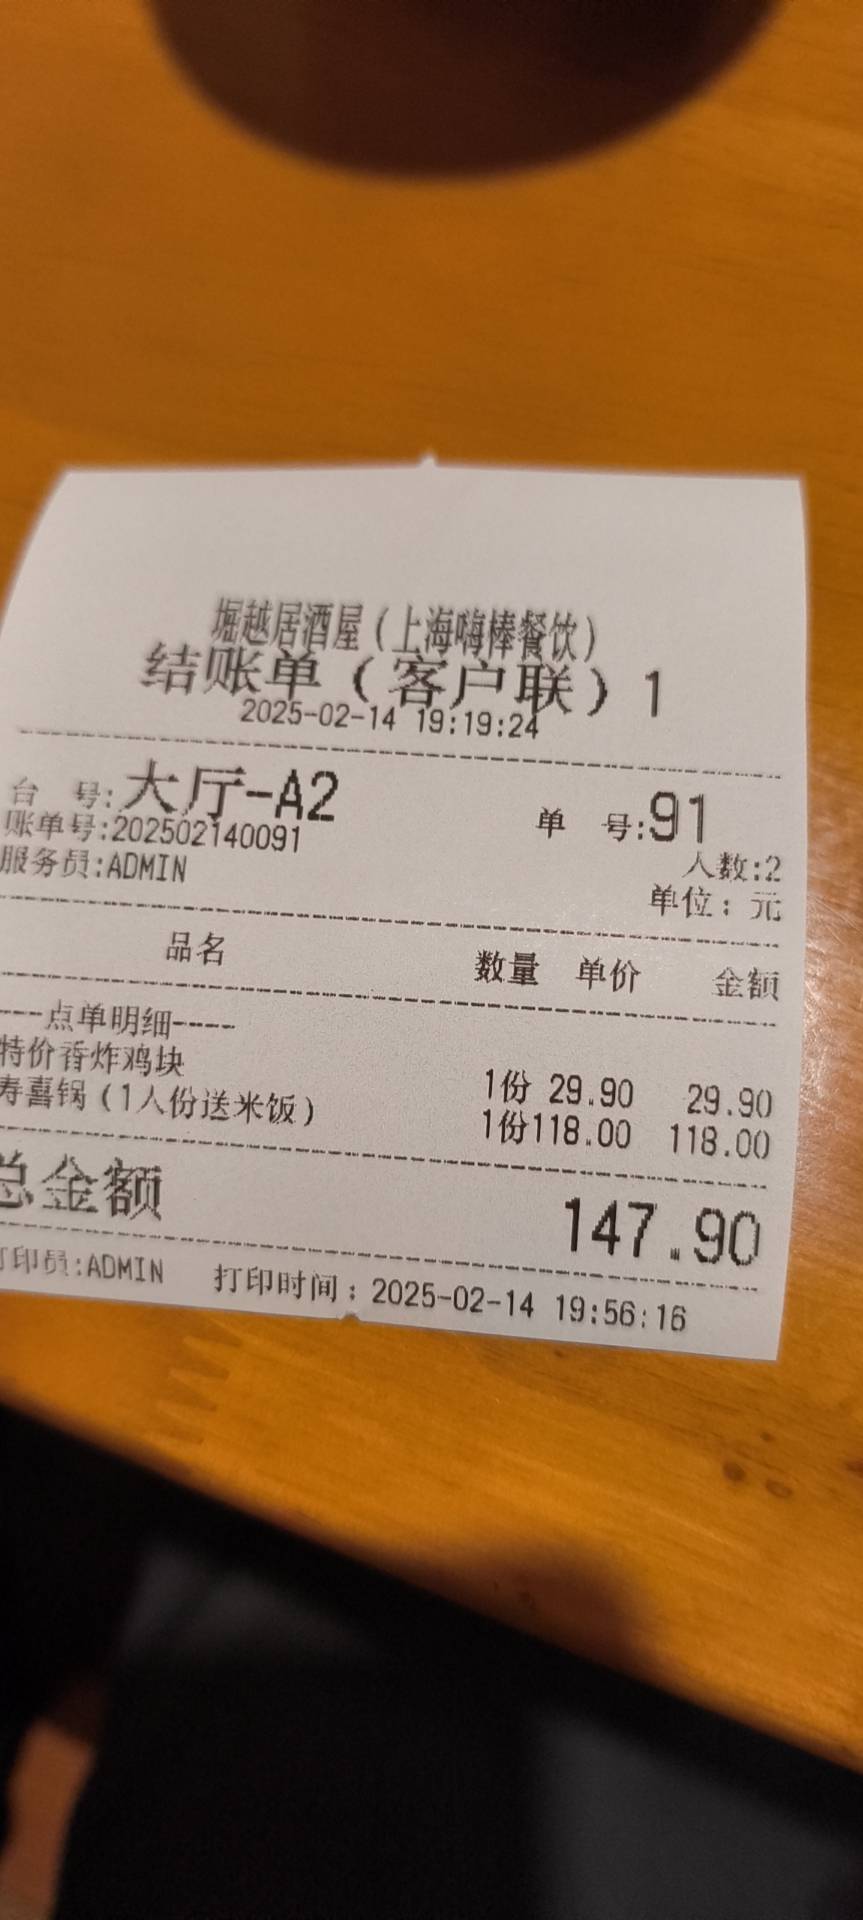 堀越居酒屋（上海嗨棒餐饮）
结账单（客户联）1
2025-02-14 19:19:24
台 号:大厅-A2 单 号:91
账单号:202502140091 人数:2
服务员:ADMIN 单位：元
品名 数量 单价 金额
----点单明细-----
特价香炸鸡块 1份 29.90 29.90
寿喜锅（1人份送米饭） 1份118.00 118.00
总金额 147.90
打印员:ADMIN 打印时间：2025-02-14 19:56:16